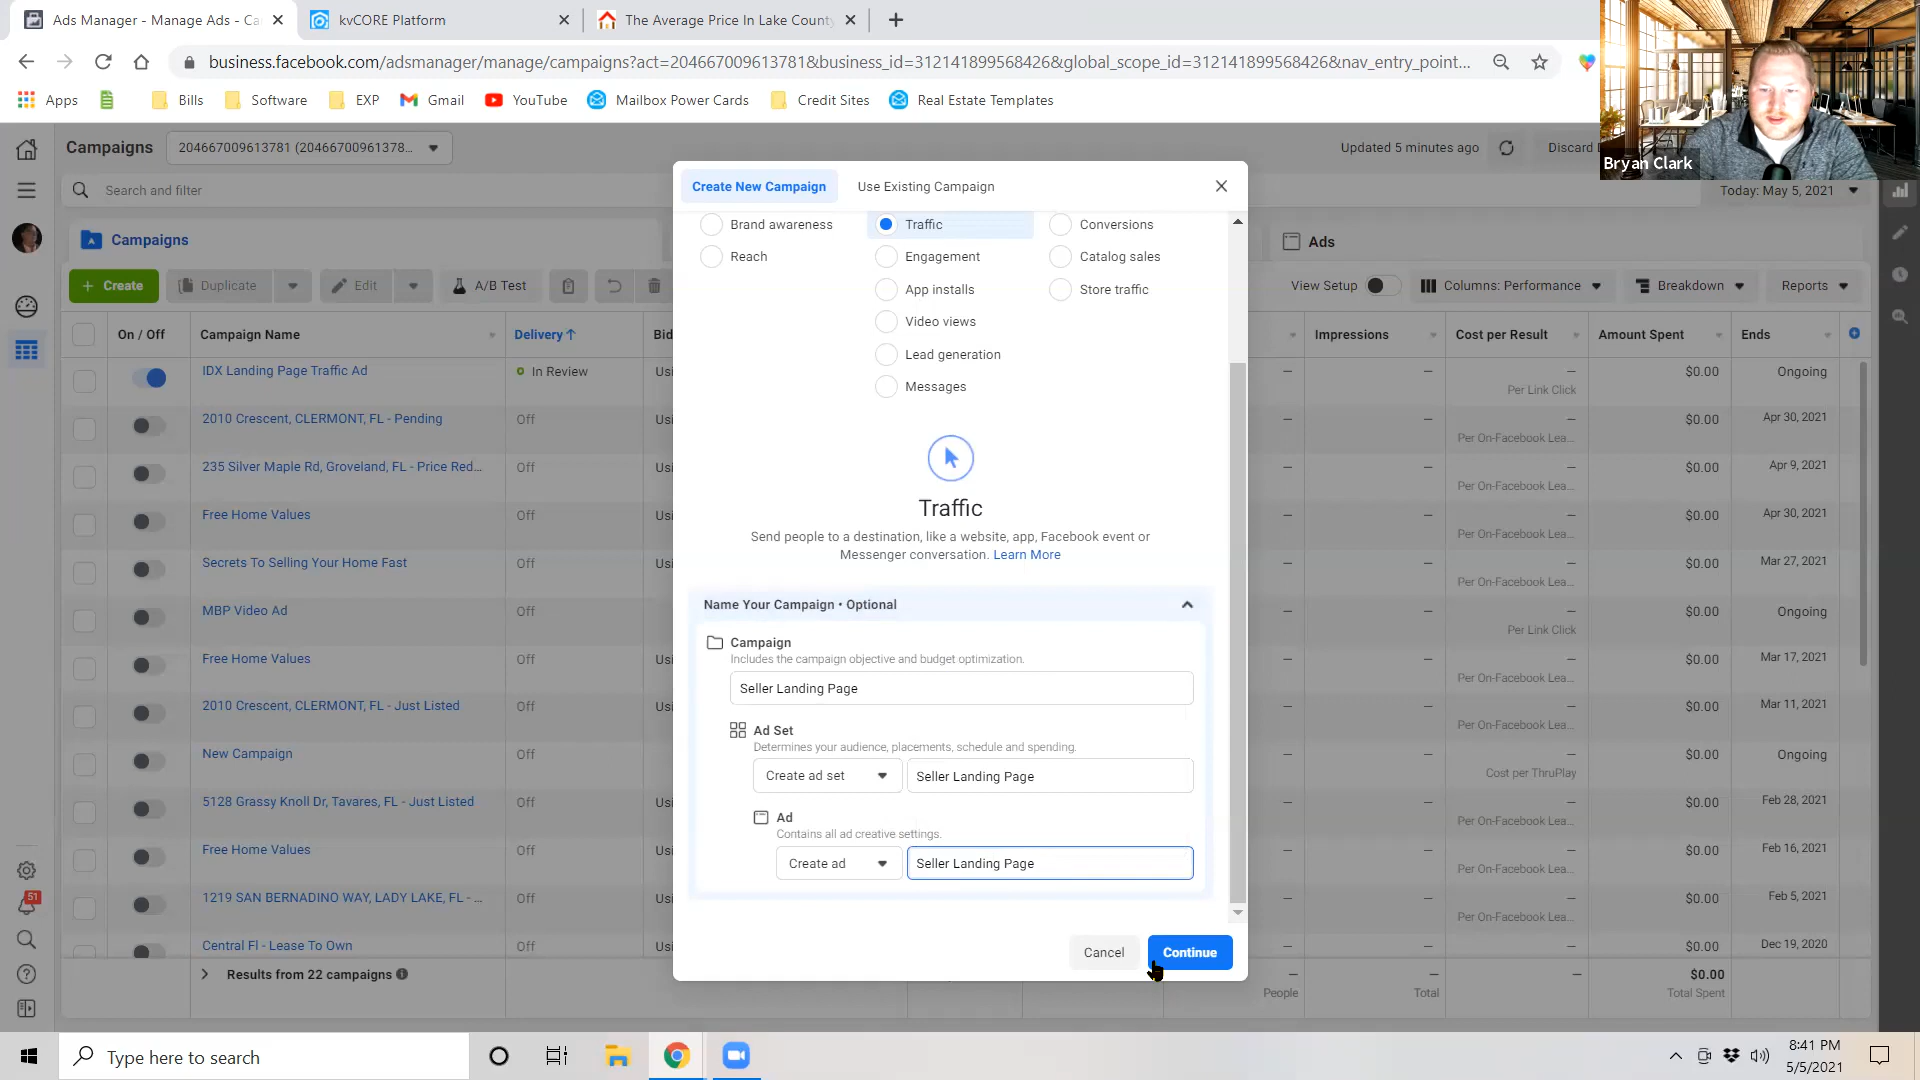 Ads Manager - Manage Ads - Ca
kvCORE Platform
The Average Price In Lake County
business.facebook.com/adsmanager/manage/campaigns?act=204667009613781&business_id=312141899568426&global_scope_id=312141899568426&nav_entry_point...
Apps
Bills
Software
EXP
Gmail
YouTube
Mailbox Power Cards
Credit Sites
Real Estate Templates
Bryan Clark
Campaigns
204667009613781 (20466700961378...
Updated 5 minutes ago
Discard
Search and filter
Today: May 5, 2021
Campaigns
Ads
+ Create
Duplicate
Edit
A/B Test
View Setup
Columns: Performance
Breakdown
Reports
On / Off
Campaign Name
Delivery ↑
Bid
Impressions
Cost per Result
Amount Spent
Ends
IDX Landing Page Traffic Ad
In Review
Usi
—
—
—
Per Link Click
$0.00
Ongoing
2010 Crescent, CLERMONT, FL - Pending
Off
Usi
—
—
—
Per On-Facebook Lea...
$0.00
Apr 30, 2021
235 Silver Maple Rd, Groveland, FL - Price Red...
Off
Usi
—
—
—
Per On-Facebook Lea...
$0.00
Apr 9, 2021
Free Home Values
Off
Usi
—
—
—
Per On-Facebook Lea...
$0.00
Apr 30, 2021
Secrets To Selling Your Home Fast
Off
Usi
—
—
—
Per On-Facebook Lea...
$0.00
Mar 27, 2021
MBP Video Ad
Off
Usi
—
—
—
Per Link Click
$0.00
Ongoing
Free Home Values
Off
Usi
—
—
—
Per On-Facebook Lea...
$0.00
Mar 17, 2021
2010 Crescent, CLERMONT, FL - Just Listed
Off
Usi
—
—
—
Per On-Facebook Lea...
$0.00
Mar 11, 2021
New Campaign
Off
Usi
—
—
—
Cost per ThruPlay
$0.00
Ongoing
5128 Grassy Knoll Dr, Tavares, FL - Just Listed
Off
Usi
—
—
—
Per On-Facebook Lea...
$0.00
Feb 28, 2021
Free Home Values
Off
Usi
—
—
—
Per On-Facebook Lea...
$0.00
Feb 16, 2021
1219 SAN BERNADINO WAY, LADY LAKE, FL - ...
Off
Usi
—
—
—
Per On-Facebook Lea...
$0.00
Feb 5, 2021
Central Fl - Lease To Own
Off
Usi
—
—
—
$0.00
Dec 19, 2020
Results from 22 campaigns
—
People
—
Total
—
$0.00
Total Spent
51
Create New Campaign
Use Existing Campaign
Brand awareness
Traffic
Conversions
Reach
Engagement
Catalog sales
App installs
Store traffic
Video views
Lead generation
Messages
Traffic
Send people to a destination, like a website, app, Facebook event or
Messenger conversation. Learn More
Name Your Campaign • Optional
Campaign
Includes the campaign objective and budget optimization.
Seller Landing Page
Ad Set
Determines your audience, placements, schedule and spending.
Create ad set
Seller Landing Page
Ad
Contains all ad creative settings.
Create ad
Seller Landing Page
Cancel
Continue
Type here to search
8:41 PM
5/5/2021